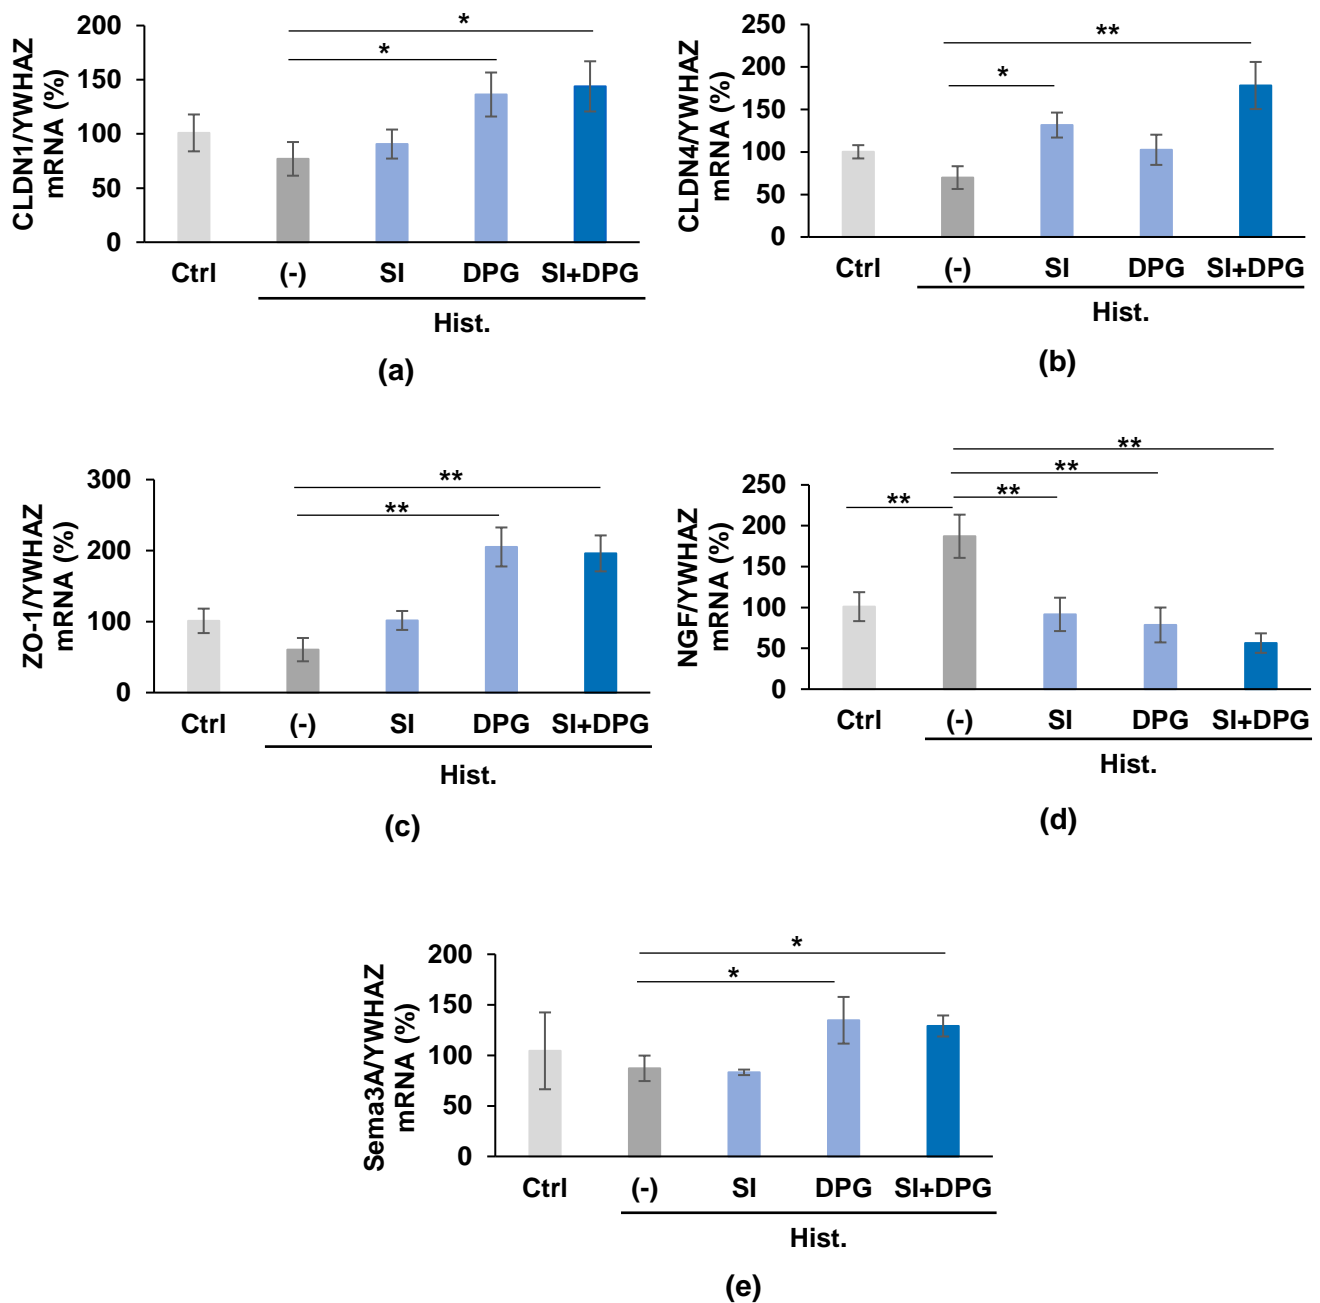 CLDN1/YWHAZ
mRNA (%)
200
150
100
50
0
*
*
Ctrl
(-)
SI
DPG
SI+DPG
Hist.
(a)
CLDN4/YWHAZ
mRNA (%)
250
200
150
100
50
0
**
*
Ctrl
(-)
SI
DPG
SI+DPG
Hist.
(b)
ZO-1/YWHAZ
mRNA (%)
300
200
100
0
**
**
Ctrl
(-)
SI
DPG
SI+DPG
Hist.
(c)
NGF/YWHAZ
mRNA (%)
250
200
150
100
50
0
**
**
**
**
Ctrl
(-)
SI
DPG
SI+DPG
Hist.
(d)
Sema3A/YWHAZ
mRNA (%)
200
150
100
50
0
*
*
Ctrl
(-)
SI
DPG
SI+DPG
Hist.
(e)